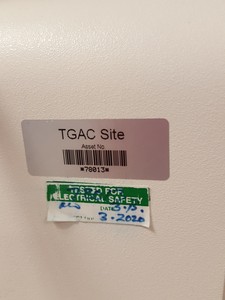 TGAC Site
Asset No.
*78013*
TESTED FOR
ELECTRICAL SAFETY
DATE
3.2020